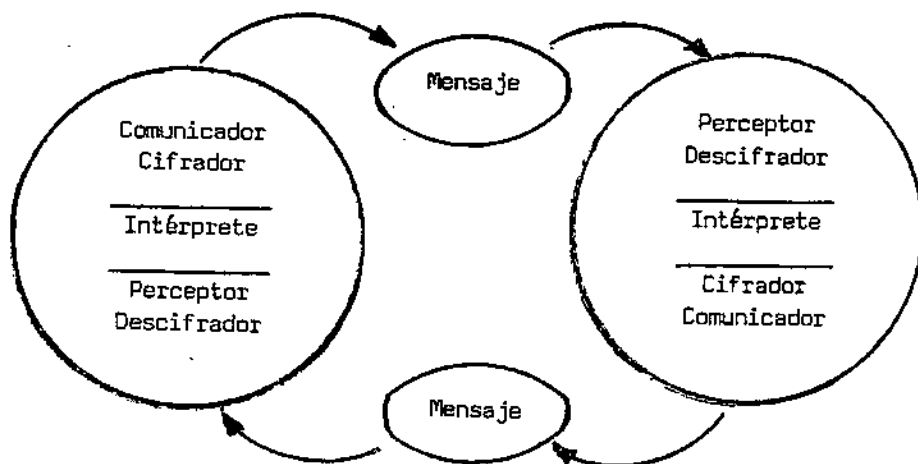 Mensaje
Comunicador
Cifrador
Intérprete
Perceptor
Descifrador
Perceptor
Descifrador
Intérprete
Cifrador
Comunicador
Mensaje